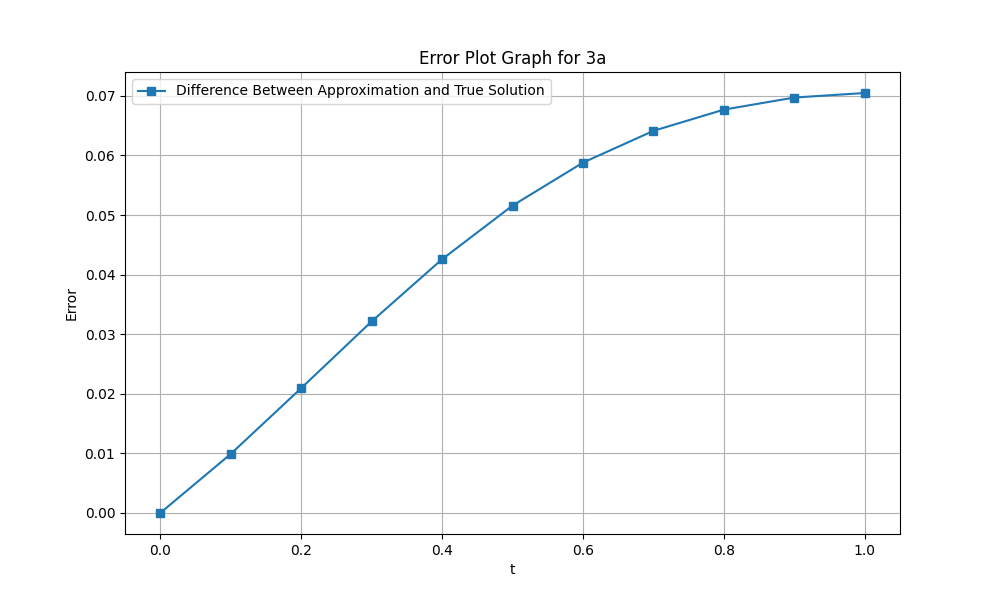 Error Plot Graph for 3a
Difference Between Approximation and True Solution
0.07
0.06
0.05
0.04
0.03
0.02
0.01
0.00
Error
0.0 0.2 0.4 0.6 0.8 1.0
t